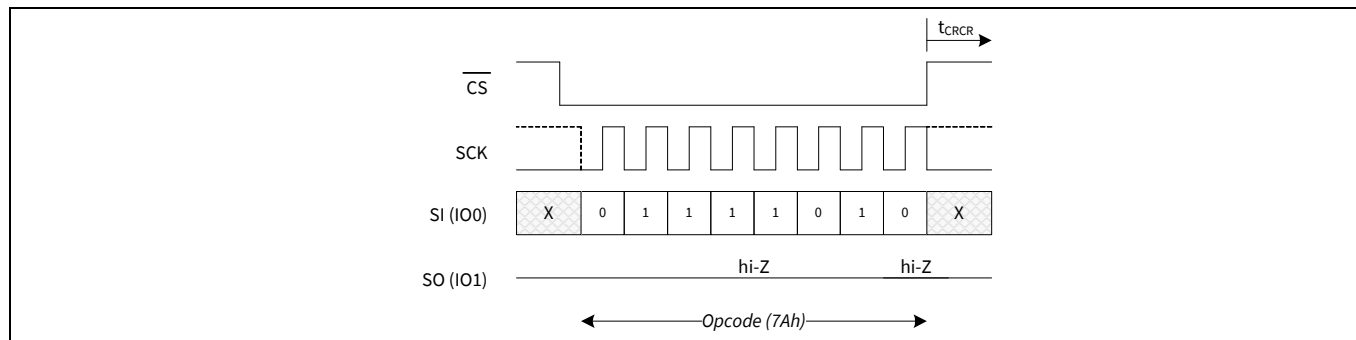 tCRCR
CS
SCK
SI (IO0) X 0 1 1 1 1 0 1 0 X
hi-Z hi-Z
SO (IO1)
Opcode (7Ah)